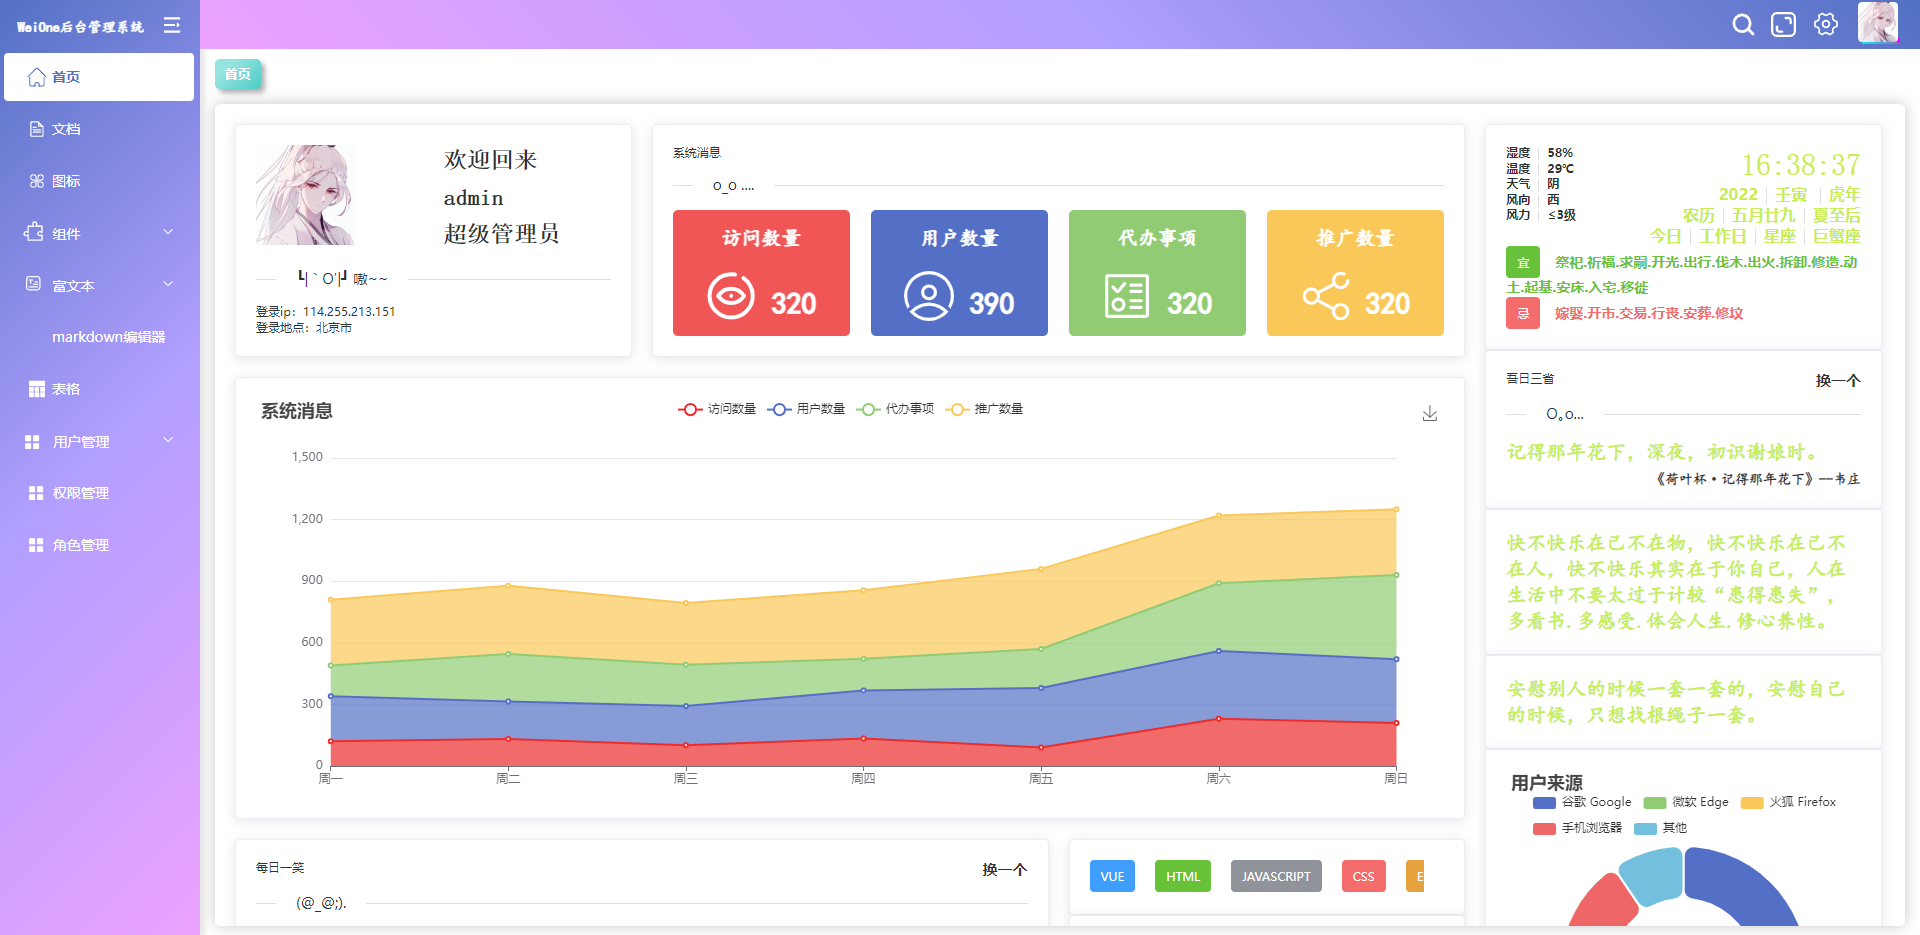 WeiOne后台管理系统
首页
文档
图标
组件
富文本
markdown编辑器
表格
用户管理
权限管理
角色管理
首页
欢迎回来
admin
超级管理员
┗|｀O′|┛ 嗷~~
登录ip：114.255.213.151
登录地点：北京市
系统消息
o_o ....
访问数量
320
用户数量
390
代办事项
320
推广数量
320
湿度 58%
温度 29℃
天气 阴
风向 西
风力 ≤3级
16:38:37
2022 壬寅 虎年
农历 五月廿九 夏至后
今日 工作日 星座 巨蟹座
宜 祭祀.祈福.求嗣.开光.出行.伐木.出火.拆卸.修造.动
土.起基.安床.入宅.移徙
忌 嫁娶.开市.交易.行丧.安葬.修坟
系统消息
访问数量 用户数量 代办事项 推广数量
1,500
1,200
900
600
300
0
周一 周二 周三 周四 周五 周六 周日
吾日三省 换一个
O。o...
记得那年花下，深夜，初识谢娘时。
《荷叶杯·记得那年花下》--韦庄
快不快乐在己不在物，快不快乐在己不
在人，快不快乐其实在于你自己，人在
生活中不要太过于计较“患得患失”，
多看书.多感受.体会人生.修心养性。
安慰别人的时候一套一套的，安慰自己
的时候，只想找根绳子一套。
用户来源
谷歌 Google 微软 Edge 火狐 Firefox
手机浏览器 其他
每日一笑 换一个
(@_@;).
VUE HTML JAVASCRIPT CSS E